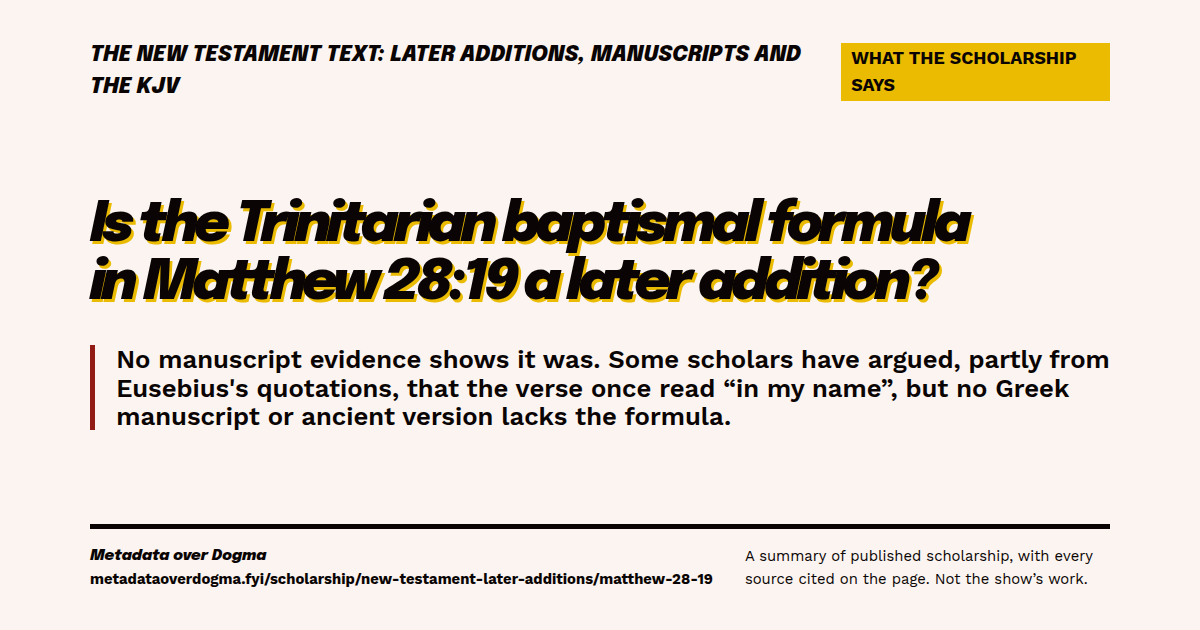 THE NEW TESTAMENT TEXT: LATER ADDITIONS, MANUSCRIPTS AND
THE KJV
WHAT THE SCHOLARSHIP
SAYS
Is the Trinitarian baptismal formula
in Matthew 28:19 a later addition?
No manuscript evidence shows it was. Some scholars have argued, partly from
Eusebius's quotations, that the verse once read “in my name”, but no Greek
manuscript or ancient version lacks the formula.
Metadata over Dogma
metadataoverdogma.fyi/scholarship/new-testament-later-additions/matthew-28-19
A summary of published scholarship, with every
source cited on the page. Not the show’s work.